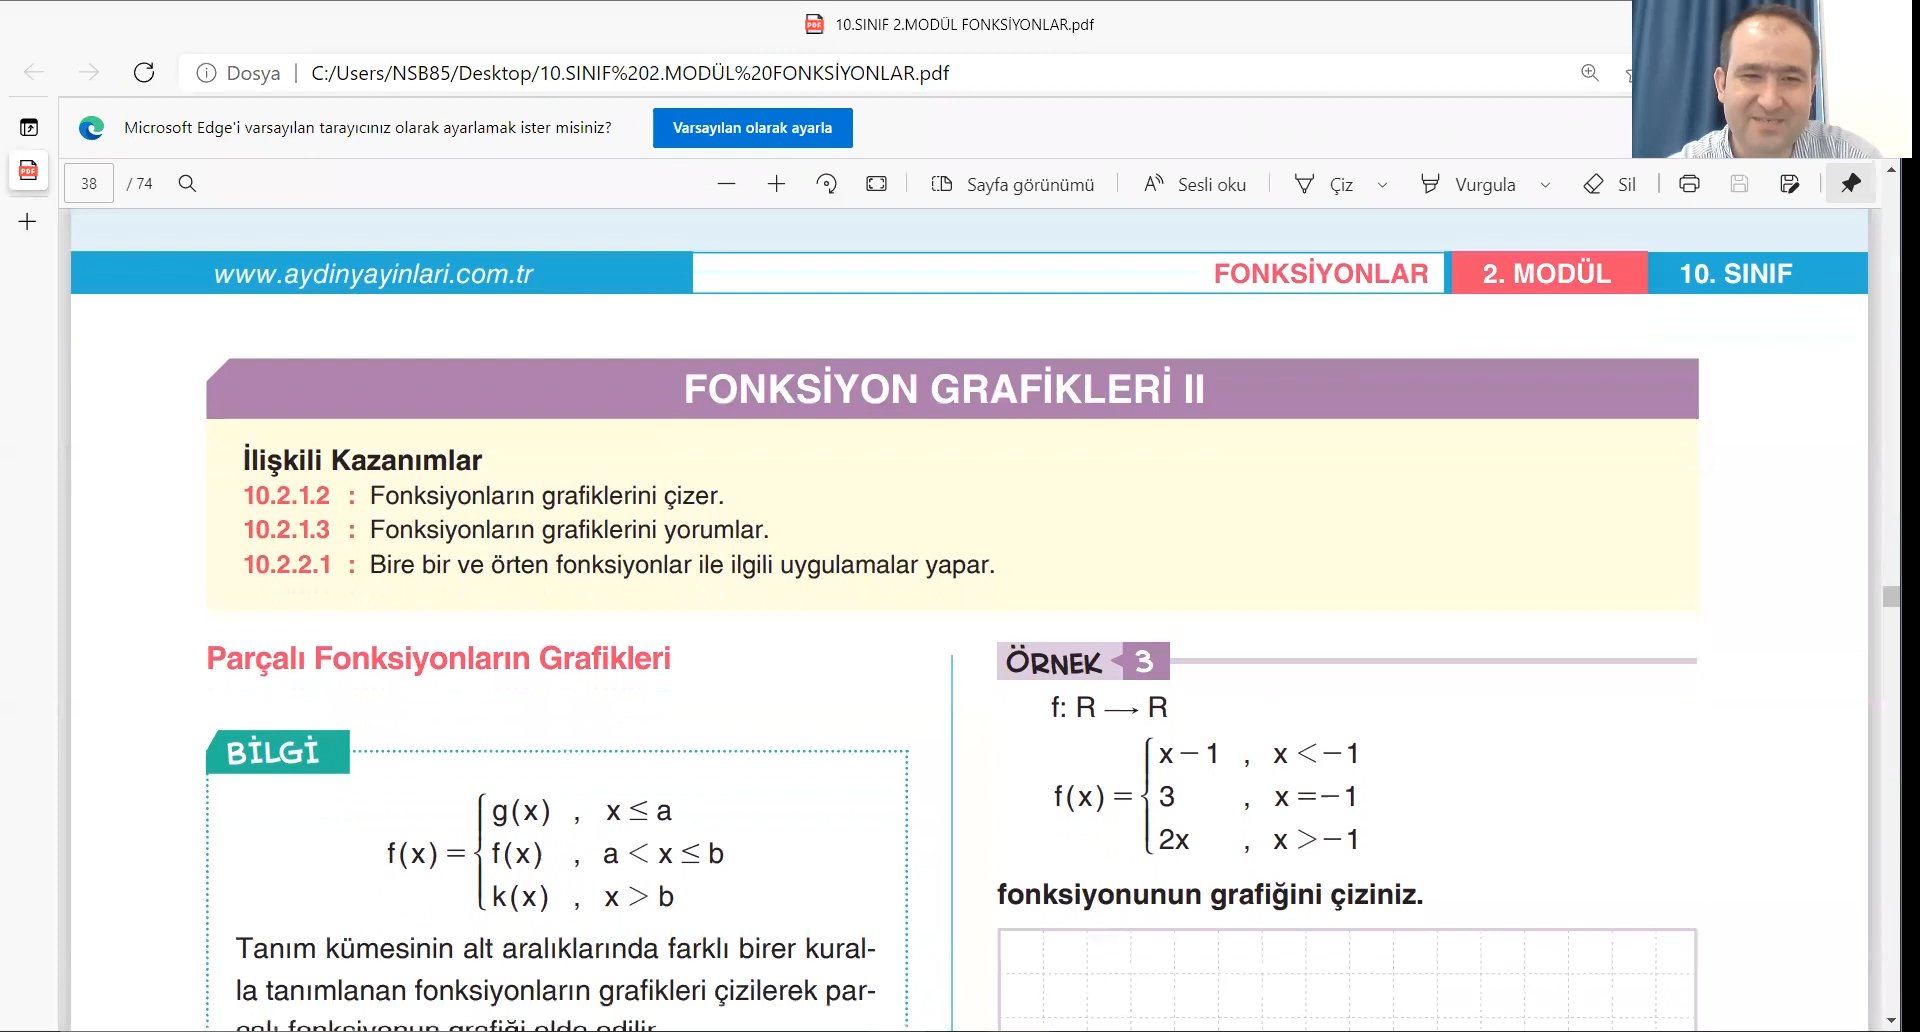 10.SINIF 2.MODÜL FONKSİYONLAR.pdf
Dosya | C:/Users/NSB85/Desktop/10.SINIF%202.MODÜL%20FONKSİYONLAR.pdf
Microsoft Edge'i varsayılan tarayıcınız olarak ayarlamak ister misiniz? Varsayılan olarak ayarla
38 / 74 Sayfa görünümü Sesli oku Çiz Vurgula Sil
www.aydinyayinlari.com.tr FONKSİYONLAR 2. MODÜL 10. SINIF
FONKSİYON GRAFİKLERİ II
İlişkili Kazanımlar
10.2.1.2 : Fonksiyonların grafiklerini çizer.
10.2.1.3 : Fonksiyonların grafiklerini yorumlar.
10.2.2.1 : Bire bir ve örten fonksiyonlar ile ilgili uygulamalar yapar.
Parçalı Fonksiyonların Grafikleri
BİLGİ
g(x) , x ≤ a
f(x) = { f(x) , a < x ≤ b
k(x) , x > b
Tanım kümesinin alt aralıklarında farklı birer kural-
la tanımlanan fonksiyonların grafikleri çizilerek par-
çalı fonksiyonun grafiği elde edilir.
ÖRNEK 3
f: R → R
x − 1 , x < −1
f(x) = { 3 , x = −1
2x , x > −1
fonksiyonunun grafiğini çiziniz.